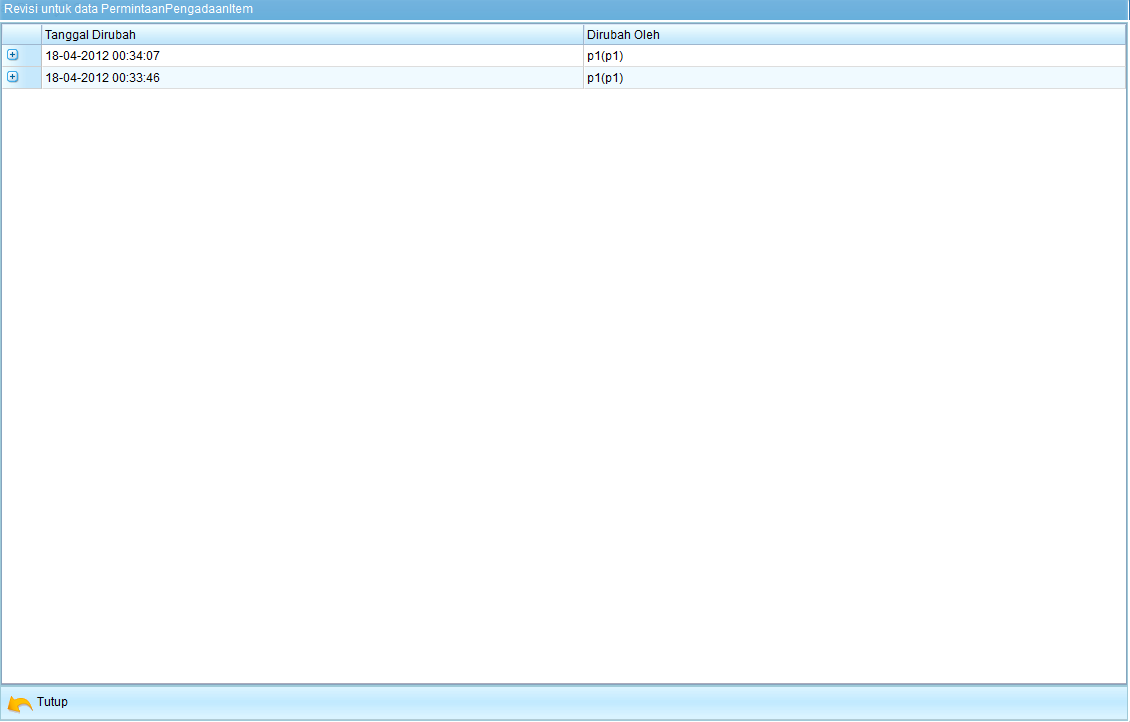 Revisi untuk data PermintaanPengadaanItem
Tanggal Dirubah Dirubah Oleh
18-04-2012 00:34:07 p1(p1)
18-04-2012 00:33:46 p1(p1)
Tutup